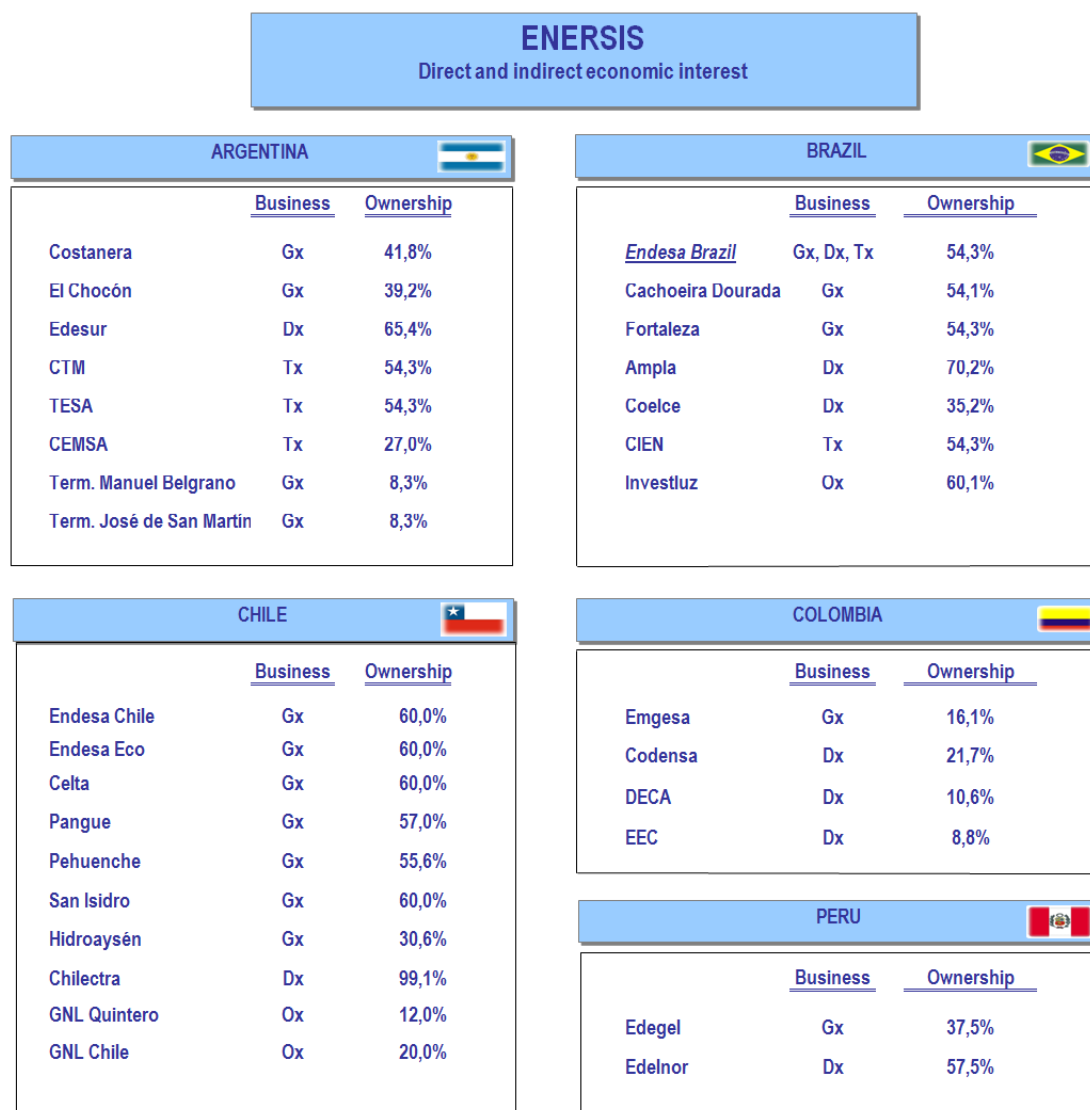 ENERSIS
Direct and indirect economic interest
ARGENTINA
Business Ownership
Costanera Gx 41,8%
El Chocón Gx 39,2%
Edesur Dx 65,4%
CTM Tx 54,3%
TESA Tx 54,3%
CEMSA Tx 27,0%
Term. Manuel Belgrano Gx 8,3%
Term. José de San Martín Gx 8,3%
BRAZIL
Business Ownership
Endesa Brazil Gx, Dx, Tx 54,3%
Cachoeira Dourada Gx 54,1%
Fortaleza Gx 54,3%
Ampla Dx 70,2%
Coelce Dx 35,2%
CIEN Tx 54,3%
Investluz Ox 60,1%
CHILE
Business Ownership
Endesa Chile Gx 60,0%
Endesa Eco Gx 60,0%
Celta Gx 60,0%
Pangue Gx 57,0%
Pehuenche Gx 55,6%
San Isidro Gx 60,0%
Hidroaysén Gx 30,6%
Chilectra Dx 99,1%
GNL Quintero Ox 12,0%
GNL Chile Ox 20,0%
COLOMBIA
Business Ownership
Emgesa Gx 16,1%
Codensa Dx 21,7%
DECA Dx 10,6%
EEC Dx 8,8%
PERU
Business Ownership
Edegel Gx 37,5%
Edelnor Dx 57,5%